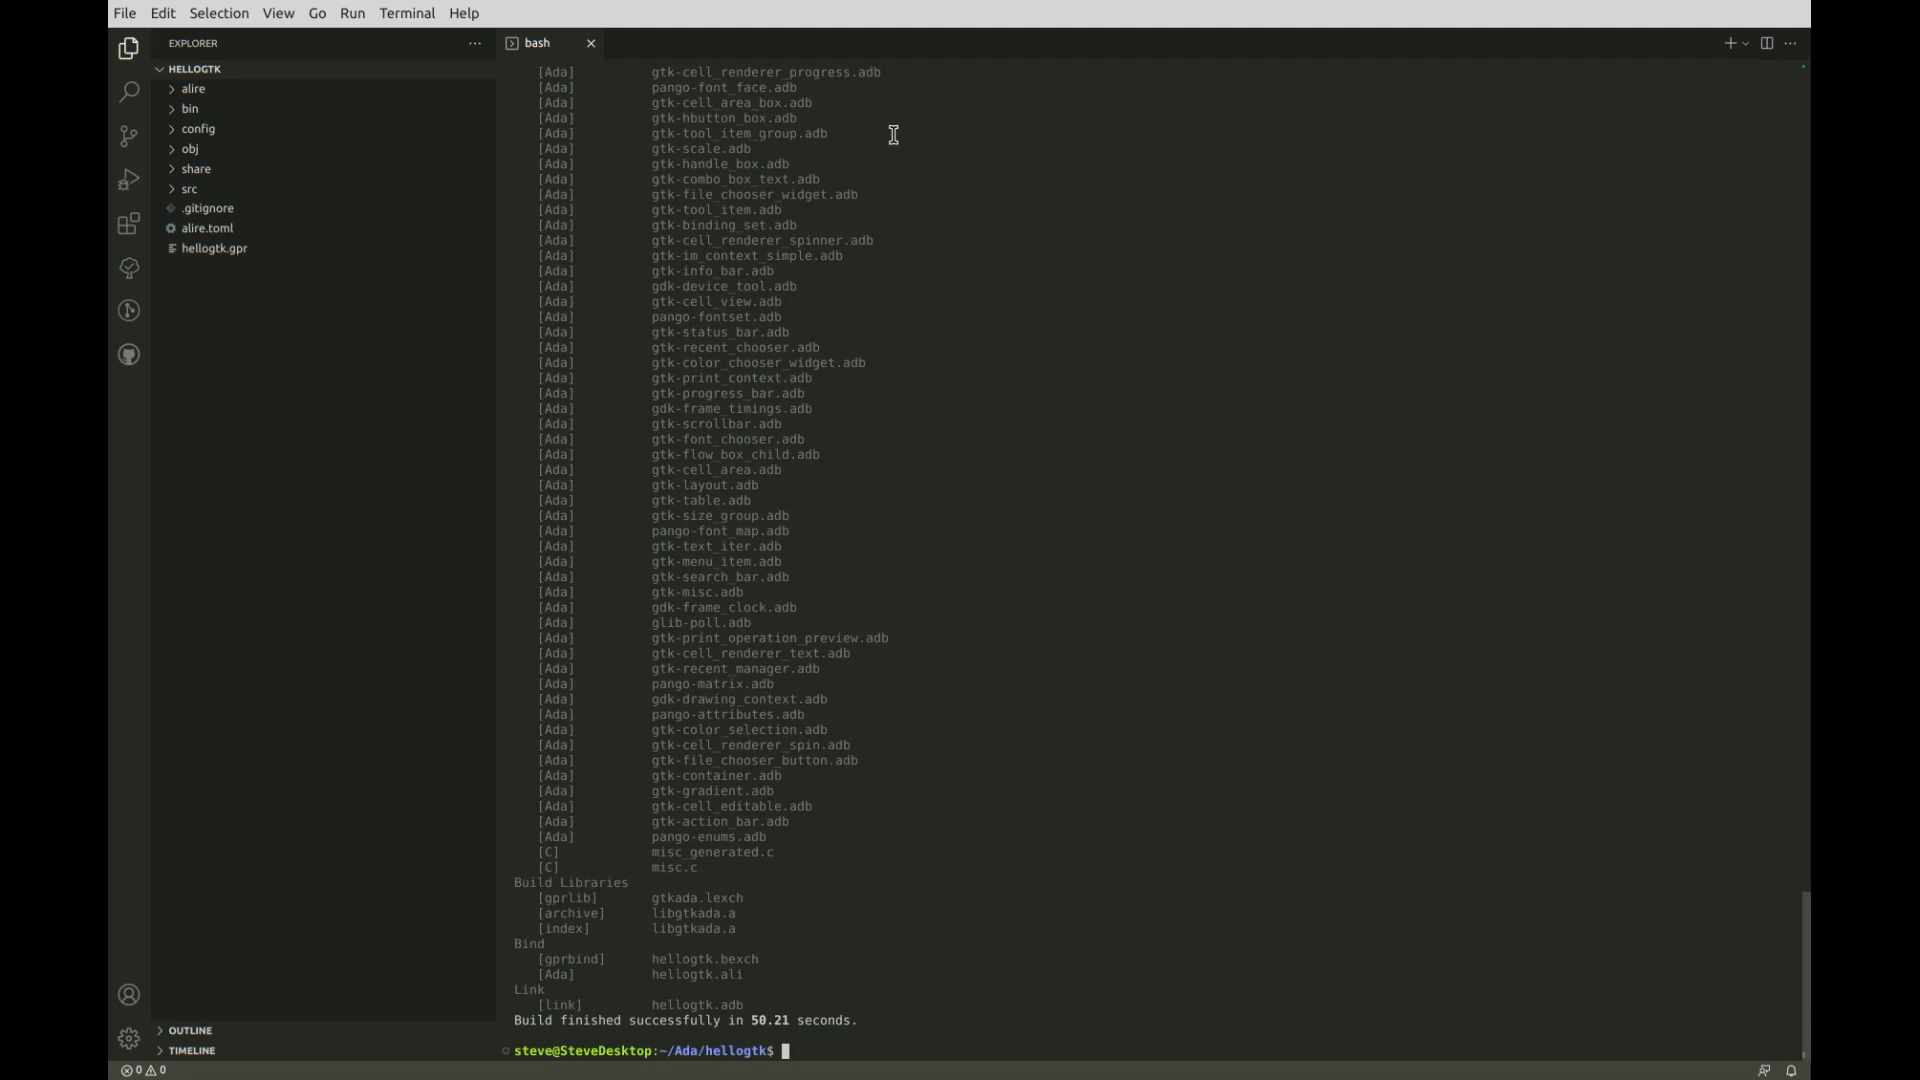 File Edit Selection View Go Run Terminal Help
EXPLORER
bash
HELLOGTK
alire
bin
config
obj
share
src
.gitignore
alire.toml
hellogtk.gpr
[Ada] gtk-cell_renderer_progress.adb
[Ada] pango-font_face.adb
[Ada] gtk-cell_area_box.adb
[Ada] gtk-hbutton_box.adb
[Ada] gtk-tool_item_group.adb
[Ada] gtk-scale.adb
[Ada] gtk-handle_box.adb
[Ada] gtk-combo_box_text.adb
[Ada] gtk-file_chooser_widget.adb
[Ada] gtk-tool_item.adb
[Ada] gtk-binding_set.adb
[Ada] gtk-cell_renderer_spinner.adb
[Ada] gtk-im_context_simple.adb
[Ada] gtk-info_bar.adb
[Ada] gdk-device_tool.adb
[Ada] gtk-cell_view.adb
[Ada] pango-fontset.adb
[Ada] gtk-status_bar.adb
[Ada] gtk-recent_chooser.adb
[Ada] gtk-color_chooser_widget.adb
[Ada] gtk-print_context.adb
[Ada] gtk-progress_bar.adb
[Ada] gdk-frame_timings.adb
[Ada] gtk-scrollbar.adb
[Ada] gtk-font_chooser.adb
[Ada] gtk-flow_box_child.adb
[Ada] gtk-cell_area.adb
[Ada] gtk-layout.adb
[Ada] gtk-table.adb
[Ada] gtk-size_group.adb
[Ada] pango-font_map.adb
[Ada] gtk-text_iter.adb
[Ada] gtk-menu_item.adb
[Ada] gtk-search_bar.adb
[Ada] gtk-misc.adb
[Ada] gdk-frame_clock.adb
[Ada] glib-poll.adb
[Ada] gtk-print_operation_preview.adb
[Ada] gtk-cell_renderer_text.adb
[Ada] gtk-recent_manager.adb
[Ada] pango-matrix.adb
[Ada] gdk-drawing_context.adb
[Ada] pango-attributes.adb
[Ada] gtk-color_selection.adb
[Ada] gtk-cell_renderer_spin.adb
[Ada] gtk-file_chooser_button.adb
[Ada] gtk-container.adb
[Ada] gtk-gradient.adb
[Ada] gtk-cell_editable.adb
[Ada] gtk-action_bar.adb
[Ada] pango-enums.adb
[C] misc_generated.c
[C] misc.c
Build Libraries
[gprlib] gtkada.lexch
[archive] libgtkada.a
[index] libgtkada.a
Bind
[gprbind] hellogtk.bexch
[Ada] hellogtk.ali
Link
[link] hellogtk.adb
Build finished successfully in 50.21 seconds.
steve@SteveDesktop:~/Ada/hellogtk$
OUTLINE
TIMELINE
0 0